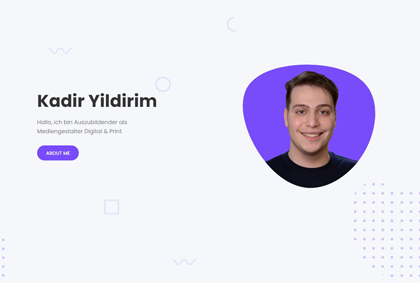 Kadir Yildirim
Hallo, ich bin Auszubildender als
Mediengestalter Digital & Print
ABOUT ME